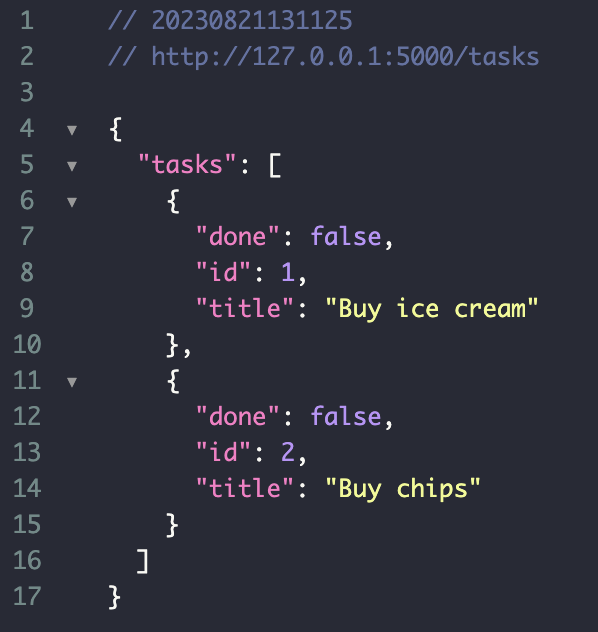 1 // 20230821131125
2 // http://127.0.0.1:5000/tasks
3
4 ▼ {
5 ▼ "tasks": [
6 ▼ {
7 "done": false,
8 "id": 1,
9 "title": "Buy ice cream"
10 },
11 ▼ {
12 "done": false,
13 "id": 2,
14 "title": "Buy chips"
15 }
16 ]
17 }